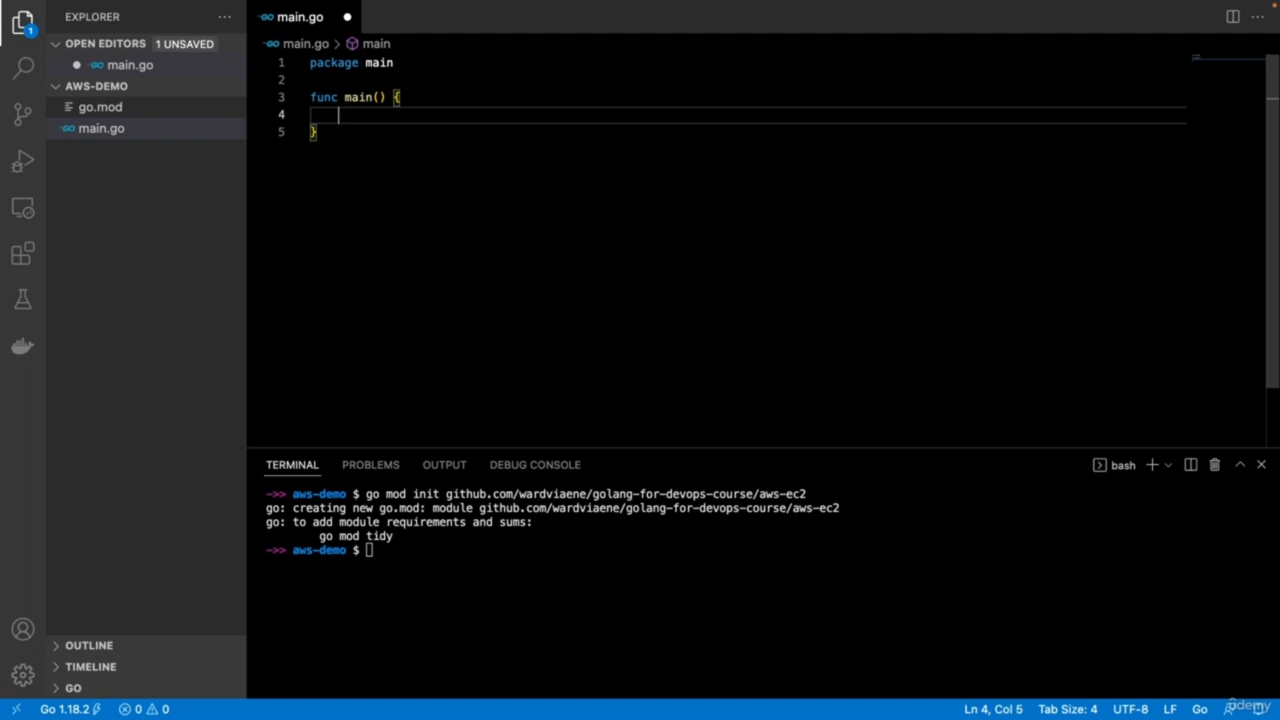 1
EXPLORER
OPEN EDITORS 1 UNSAVED
main.go
AWS-DEMO
go.mod
main.go
OUTLINE
TIMELINE
GO
main.go
main.go > main
1 package main
2
3 func main() {
4
5 }
TERMINAL PROBLEMS OUTPUT DEBUG CONSOLE
bash
->> aws-demo $ go mod init github.com/wardviaene/golang-for-devops-course/aws-ec2
go: creating new go.mod: module github.com/wardviaene/golang-for-devops-course/aws-ec2
go: to add module requirements and sums:
go mod tidy
->> aws-demo $
Go 1.18.2 0 0 Ln 4, Col 5 Tab Size: 4 UTF-8 LF Go
udemy